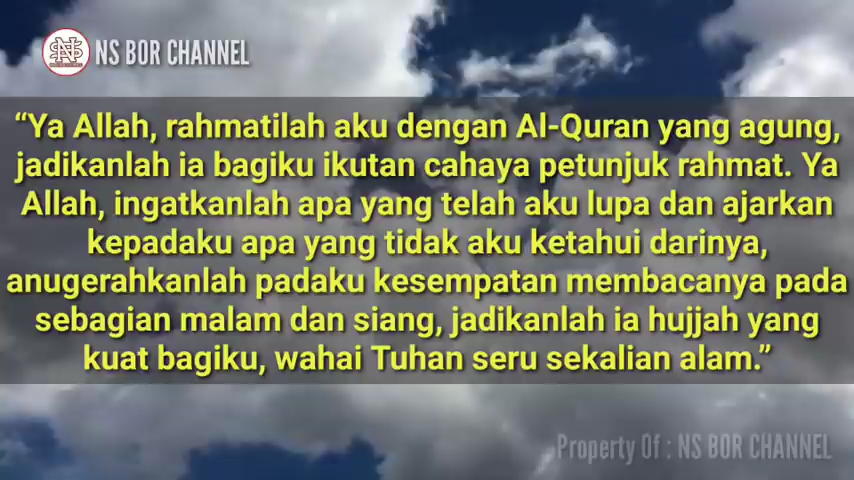 NS BOR CHANNEL
“Ya Allah, rahmatilah aku dengan Al-Quran yang agung,
jadikanlah ia bagiku ikutan cahaya petunjuk rahmat. Ya
Allah, ingatkanlah apa yang telah aku lupa dan ajarkan
kepadaku apa yang tidak aku ketahui darinya,
anugerahkanlah padaku kesempatan membacanya pada
sebagian malam dan siang, jadikanlah ia hujjah yang
kuat bagiku, wahai Tuhan seru sekalian alam.”
Property Of : NS BOR CHANNEL